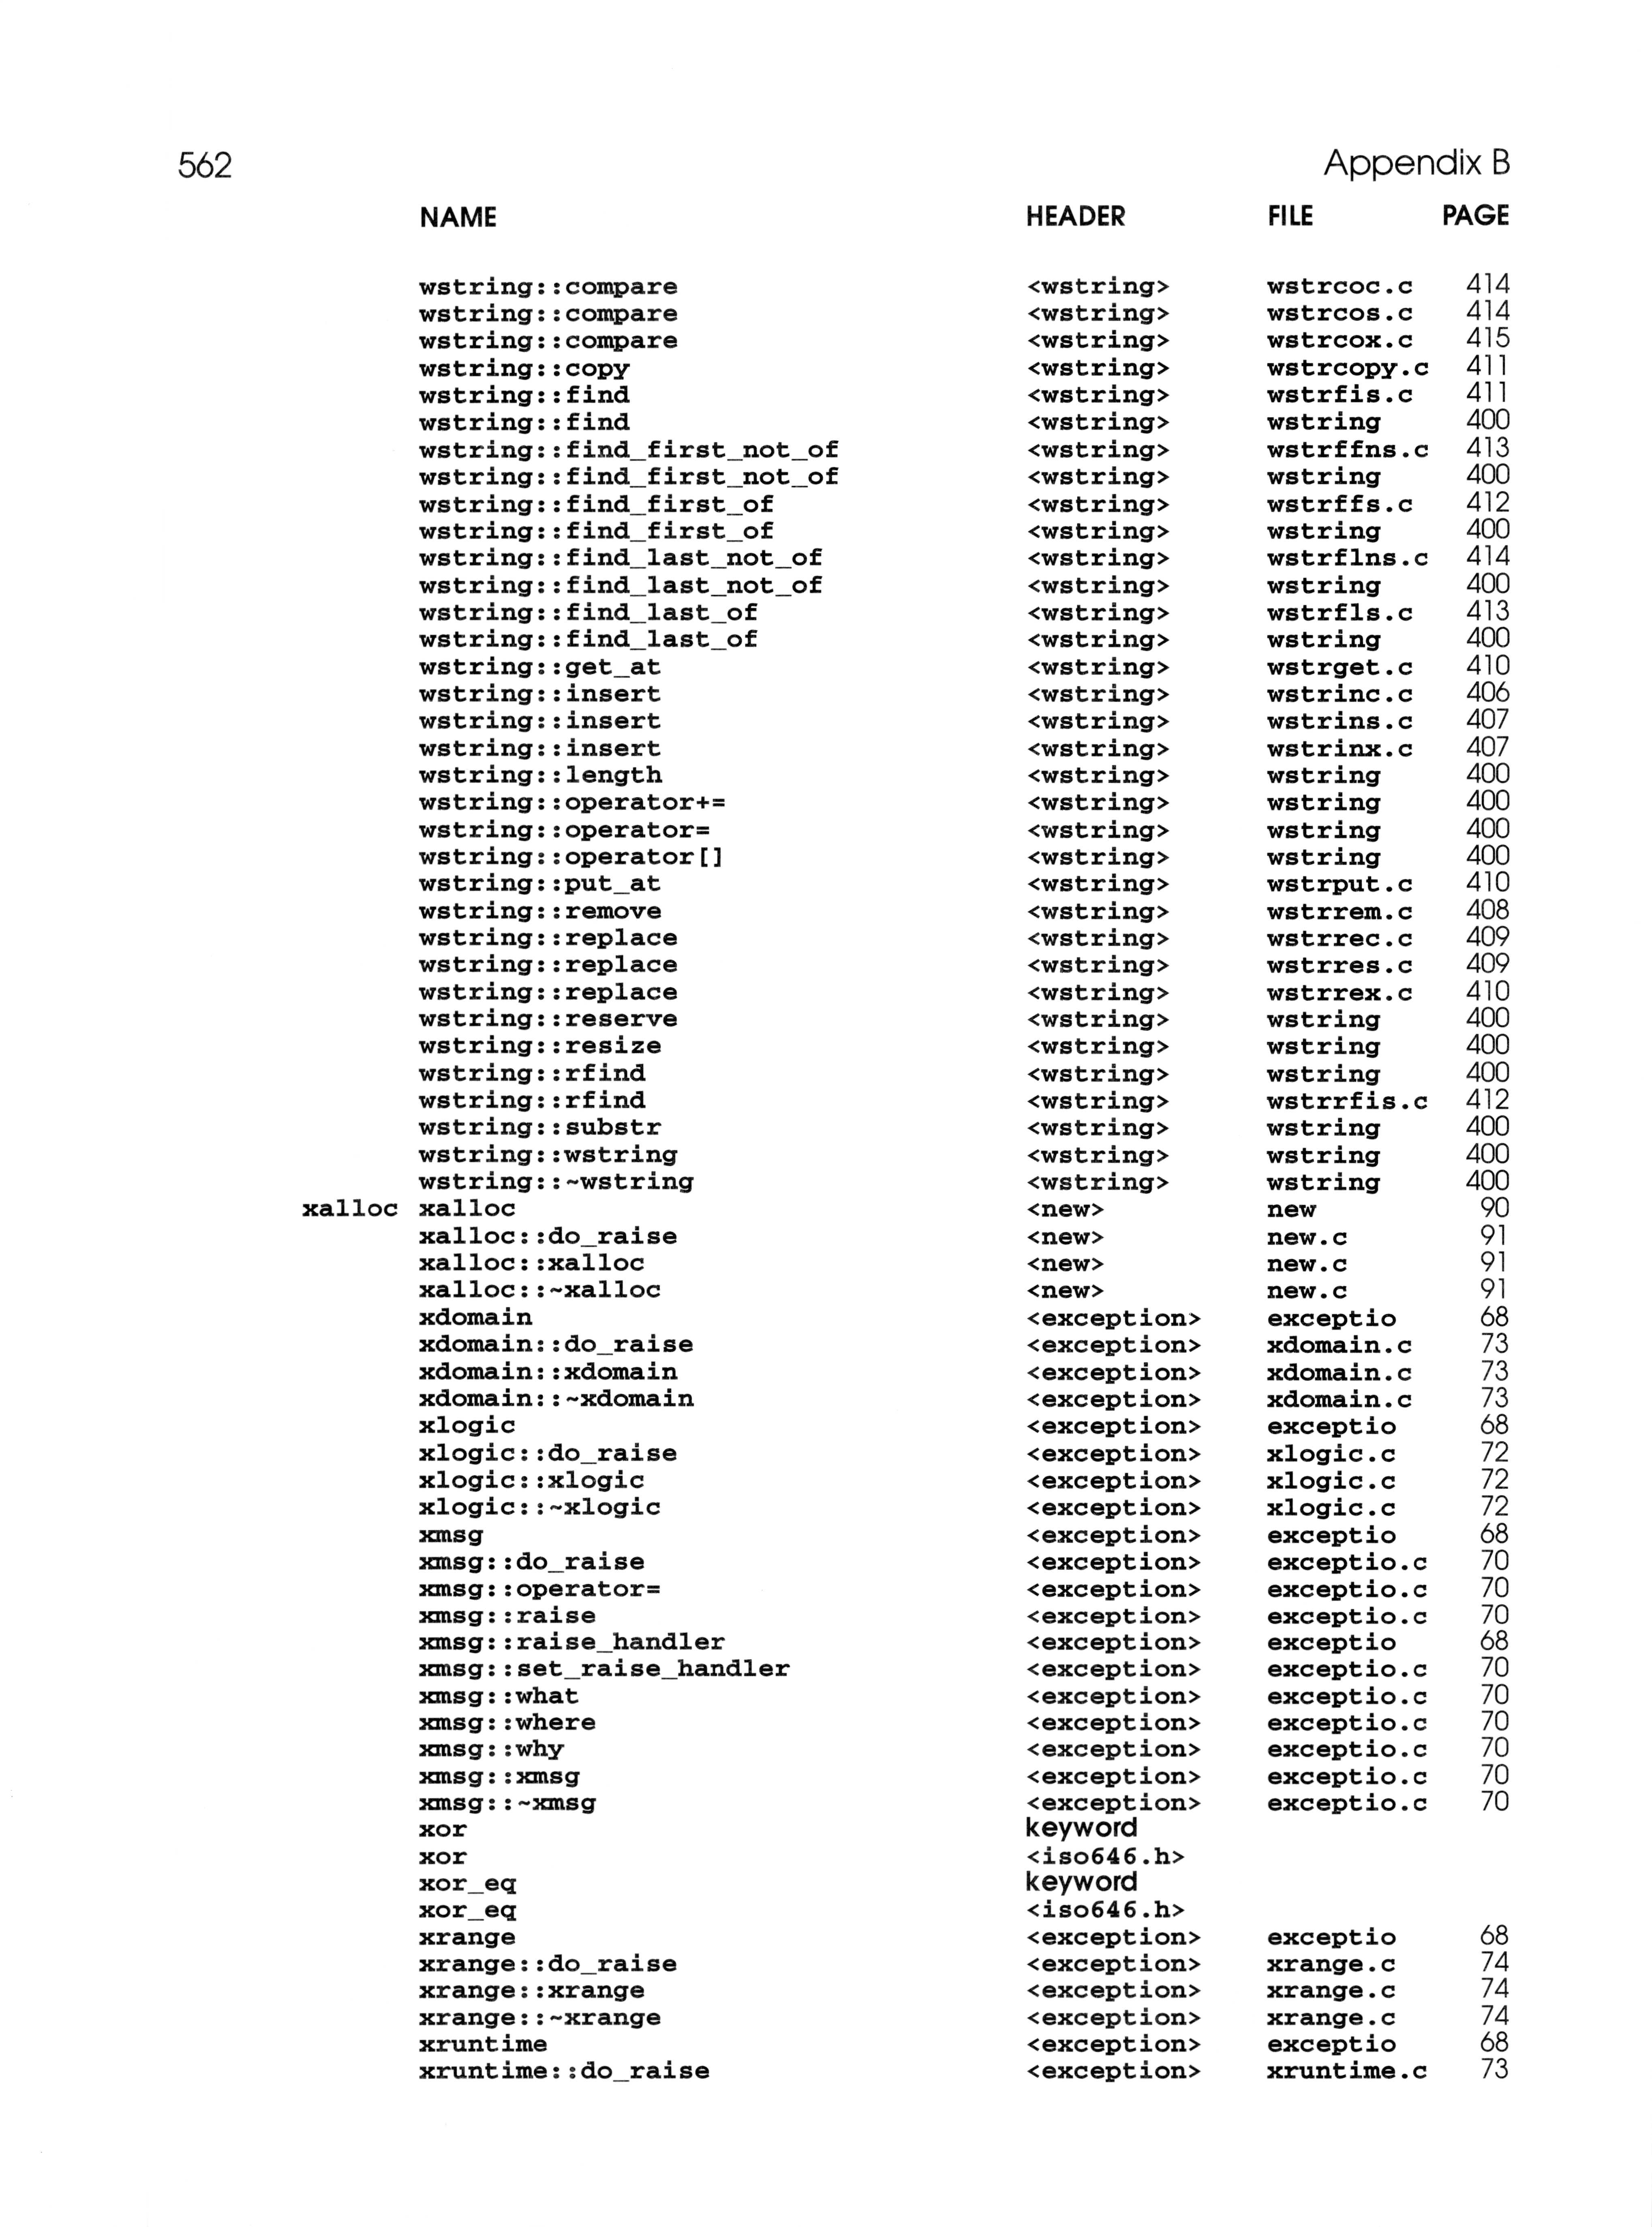 562 Appendix B
NAME HEADER FILE PAGE
wstring::compare <wstring> wstrcoc.c 414
wstring::compare <wstring> wstrcos.c 414
wstring::compare <wstring> wstrcox.c 415
wstring::copy <wstring> wstrcopy.c 411
wstring::find <wstring> wstrfis.c 411
wstring::find <wstring> wstring 400
wstring::find_first_not_of <wstring> wstrffns.c 413
wstring::find_first_not_of <wstring> wstring 400
wstring::find_first_of <wstring> wstrffs.c 412
wstring::find_first_of <wstring> wstring 400
wstring::find_last_not_of <wstring> wstrflns.c 414
wstring::find_last_not_of <wstring> wstring 400
wstring::find_last_of <wstring> wstrfls.c 413
wstring::find_last_of <wstring> wstring 400
wstring::get_at <wstring> wstrget.c 410
wstring::insert <wstring> wstrinc.c 406
wstring::insert <wstring> wstrins.c 407
wstring::insert <wstring> wstrinx.c 407
wstring::length <wstring> wstring 400
wstring::operator+= <wstring> wstring 400
wstring::operator= <wstring> wstring 400
wstring::operator[] <wstring> wstring 400
wstring::put_at <wstring> wstrput.c 410
wstring::remove <wstring> wstrrem.c 408
wstring::replace <wstring> wstrrec.c 409
wstring::replace <wstring> wstrres.c 409
wstring::replace <wstring> wstrrex.c 410
wstring::reserve <wstring> wstring 400
wstring::resize <wstring> wstring 400
wstring::rfind <wstring> wstring 400
wstring::rfind <wstring> wstrrfis.c 412
wstring::substr <wstring> wstring 400
wstring::wstring <wstring> wstring 400
wstring::~wstring <wstring> wstring 400
xalloc xalloc <new> new 90
xalloc::do_raise <new> new.c 91
xalloc::xalloc <new> new.c 91
xalloc::~xalloc <new> new.c 91
xdomain <exception> exceptio 68
xdomain::do_raise <exception> xdomain.c 73
xdomain::xdomain <exception> xdomain.c 73
xdomain::~xdomain <exception> xdomain.c 73
xlogic <exception> exceptio 68
xlogic::do_raise <exception> xlogic.c 72
xlogic::xlogic <exception> xlogic.c 72
xlogic::~xlogic <exception> xlogic.c 72
xmsg <exception> exceptio 68
xmsg::do_raise <exception> exceptio.c 70
xmsg::operator= <exception> exceptio.c 70
xmsg::raise <exception> exceptio.c 70
xmsg::raise_handler <exception> exceptio 68
xmsg::set_raise_handler <exception> exceptio.c 70
xmsg::what <exception> exceptio.c 70
xmsg::where <exception> exceptio.c 70
xmsg::why <exception> exceptio.c 70
xmsg::xmsg <exception> exceptio.c 70
xmsg::~xmsg <exception> exceptio.c 70
xor keyword
xor <iso646.h>
xor_eq keyword
xor_eq <iso646.h>
xrange <exception> exceptio 68
xrange::do_raise <exception> xrange.c 74
xrange::xrange <exception> xrange.c 74
xrange::~xrange <exception> xrange.c 74
xruntime <exception> exceptio 68
xruntime::do_raise <exception> xruntime.c 73